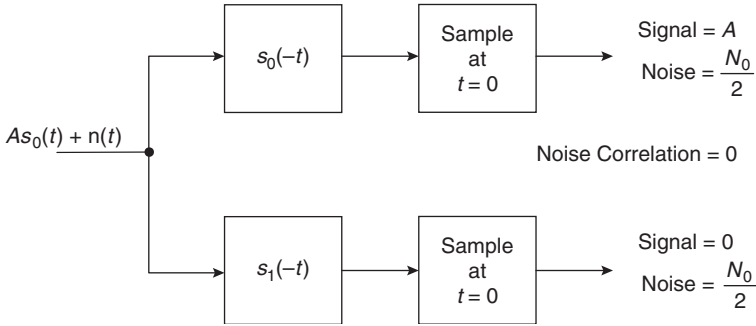 s₀(−t)
Sample
at
t = 0
Signal = A
Noise = N₀/2
As₀(t) + n(t)
Noise Correlation = 0
s₁(−t)
Sample
at
t = 0
Signal = 0
Noise = N₀/2